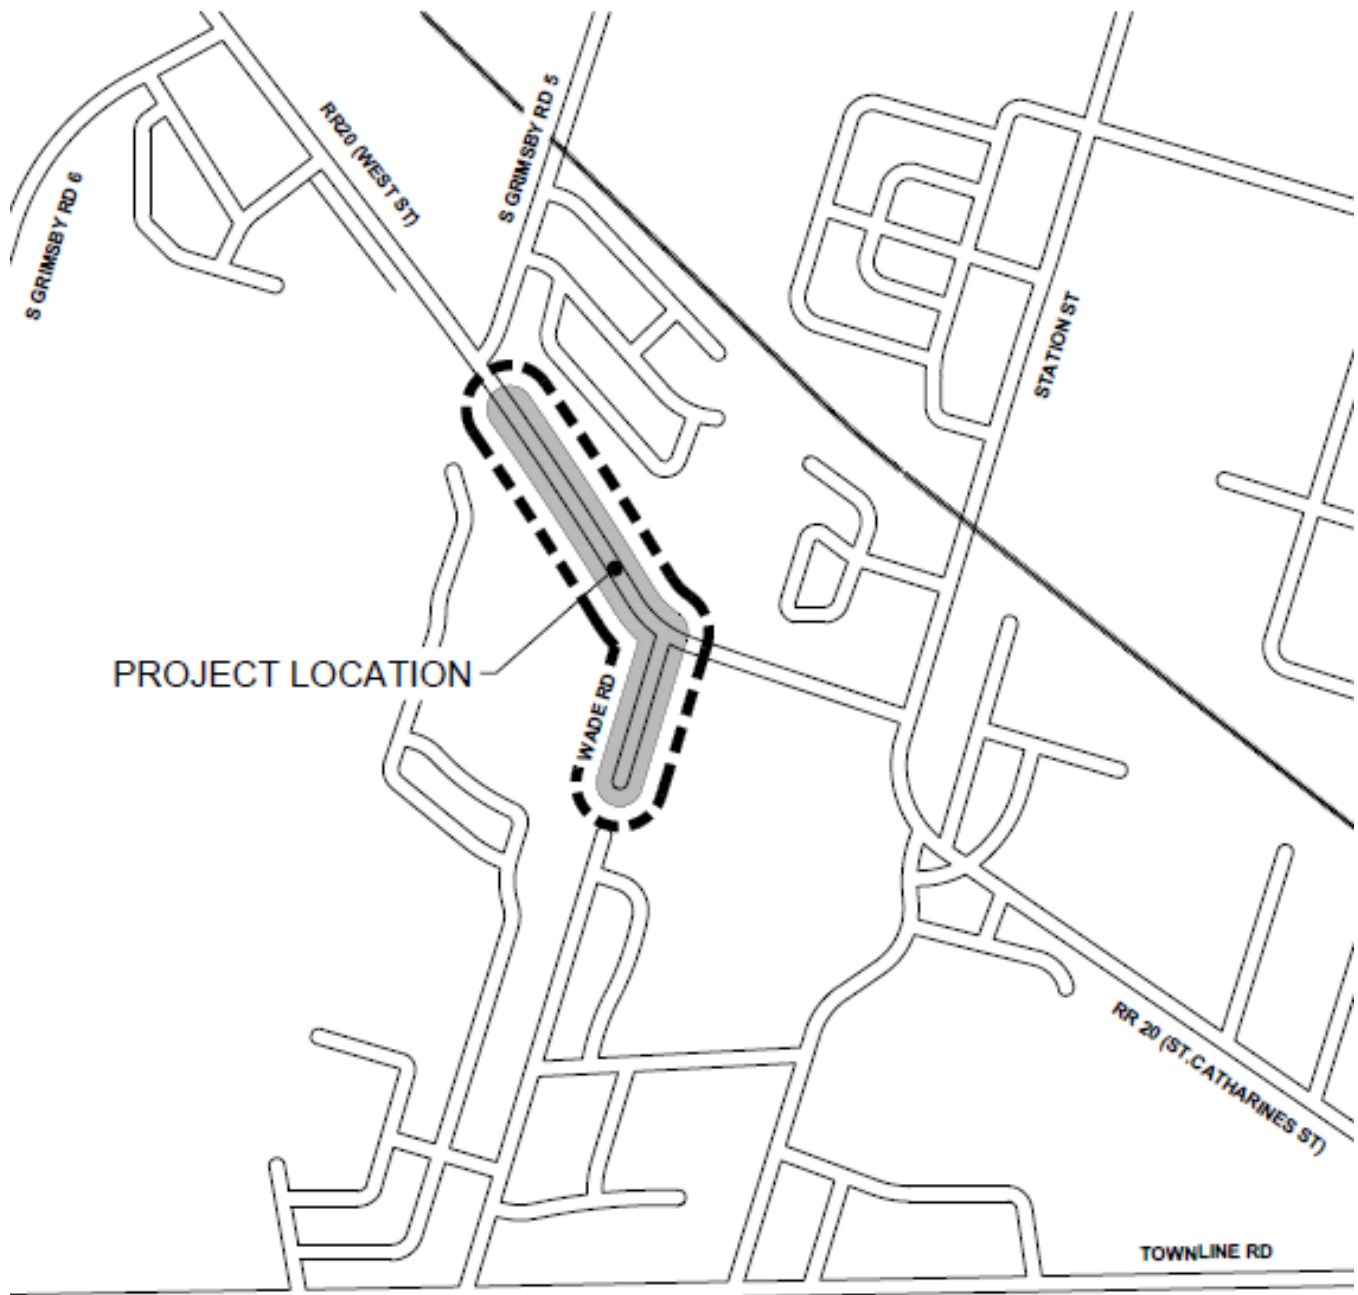 S GRIMSBY RD 5
RR20 (WEST ST)
S GRIMSBY RD 6
STATION ST
PROJECT LOCATION
WADE RD
RR 20 (ST.CATHARINES ST)
TOWNLINE RD